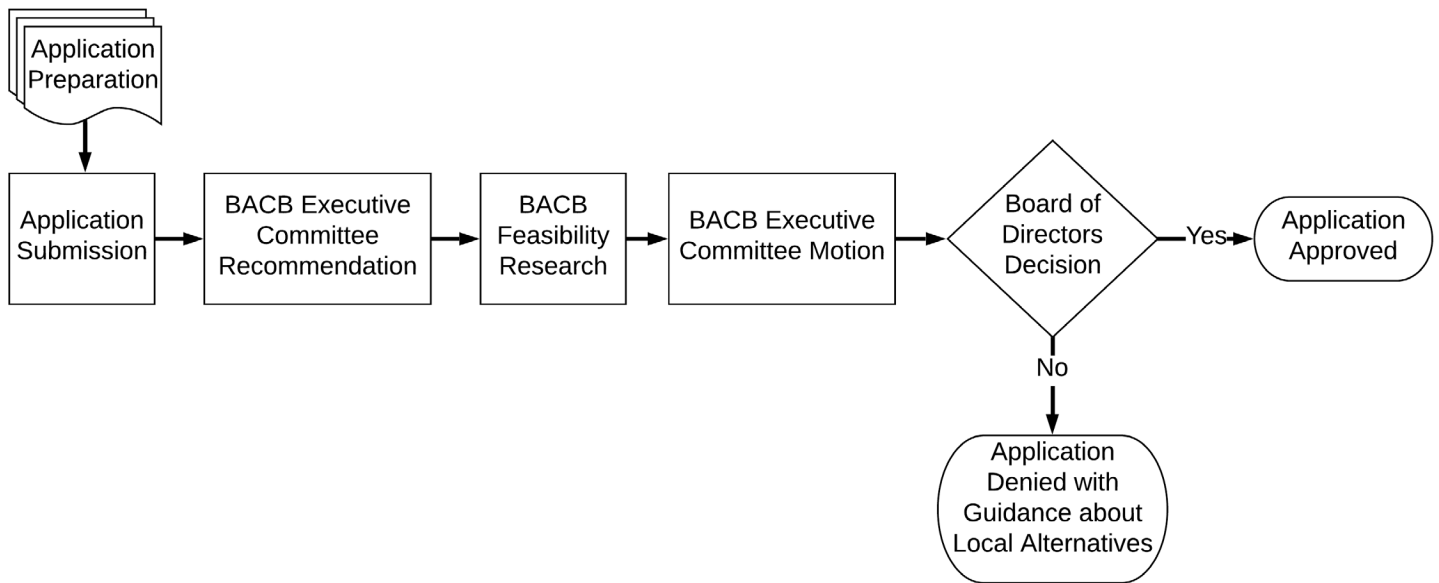 Application
Preparation
Application
Submission
BACB Executive
Committee
Recommendation
BACB
Feasibility
Research
BACB Executive
Committee Motion
Board of
Directors
Decision
Yes
Application
Approved
No
Application
Denied with
Guidance about
Local Alternatives